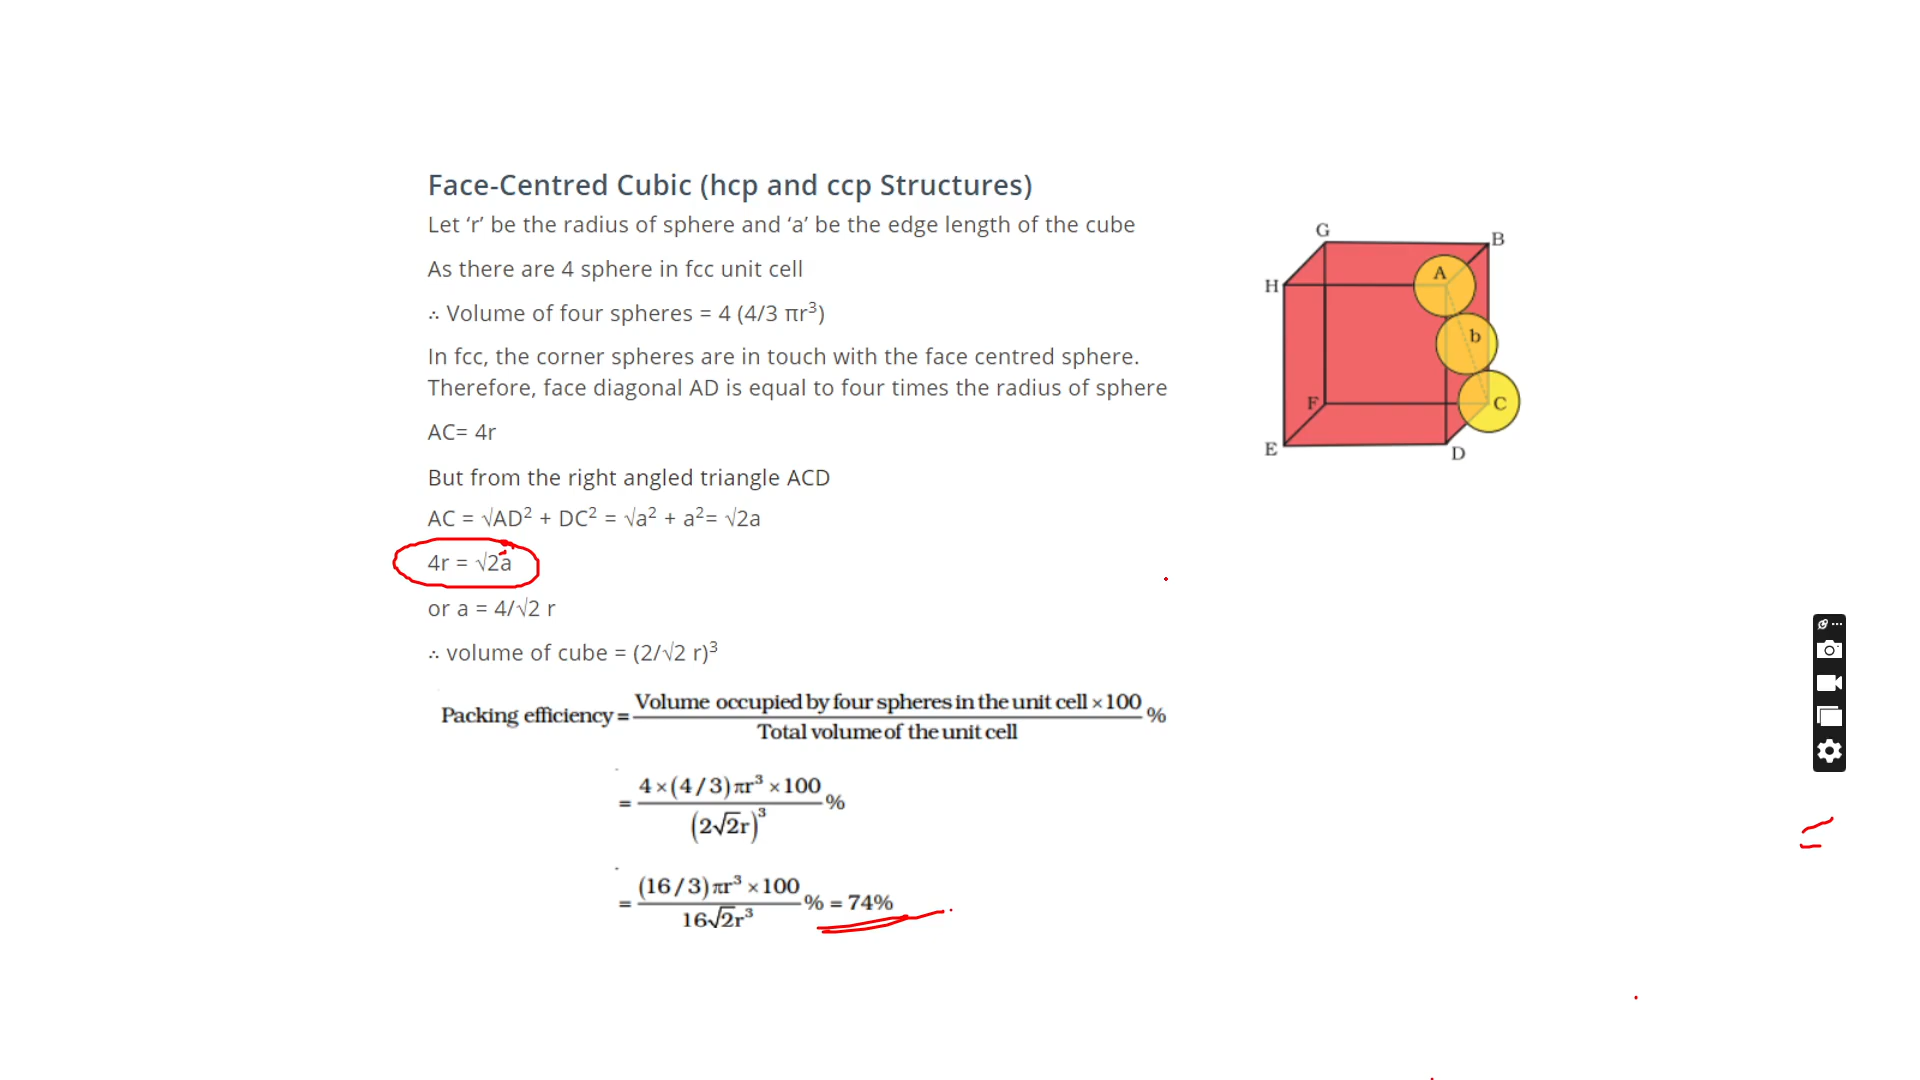 Face-Centred Cubic (hcp and ccp Structures)
Let ‘r’ be the radius of sphere and ‘a’ be the edge length of the cube
As there are 4 sphere in fcc unit cell
∴ Volume of four spheres = 4 (4/3 πr³)
In fcc, the corner spheres are in touch with the face centred sphere.
Therefore, face diagonal AD is equal to four times the radius of sphere
AC= 4r
But from the right angled triangle ACD
AC = √AD² + DC² = √a² + a²= √2a
4r = √2a
or a = 4/√2 r
∴ volume of cube = (2/√2 r)³
Packing efficiency = Volume occupied by four spheres in the unit cell × 100 / Total volume of the unit cell %
= 4 × (4/3) πr³ × 100 / (2√2r)³ %
= (16/3) πr³ × 100 / 16√2r³ % = 74%
G
B
A
H
b
F
C
E
D